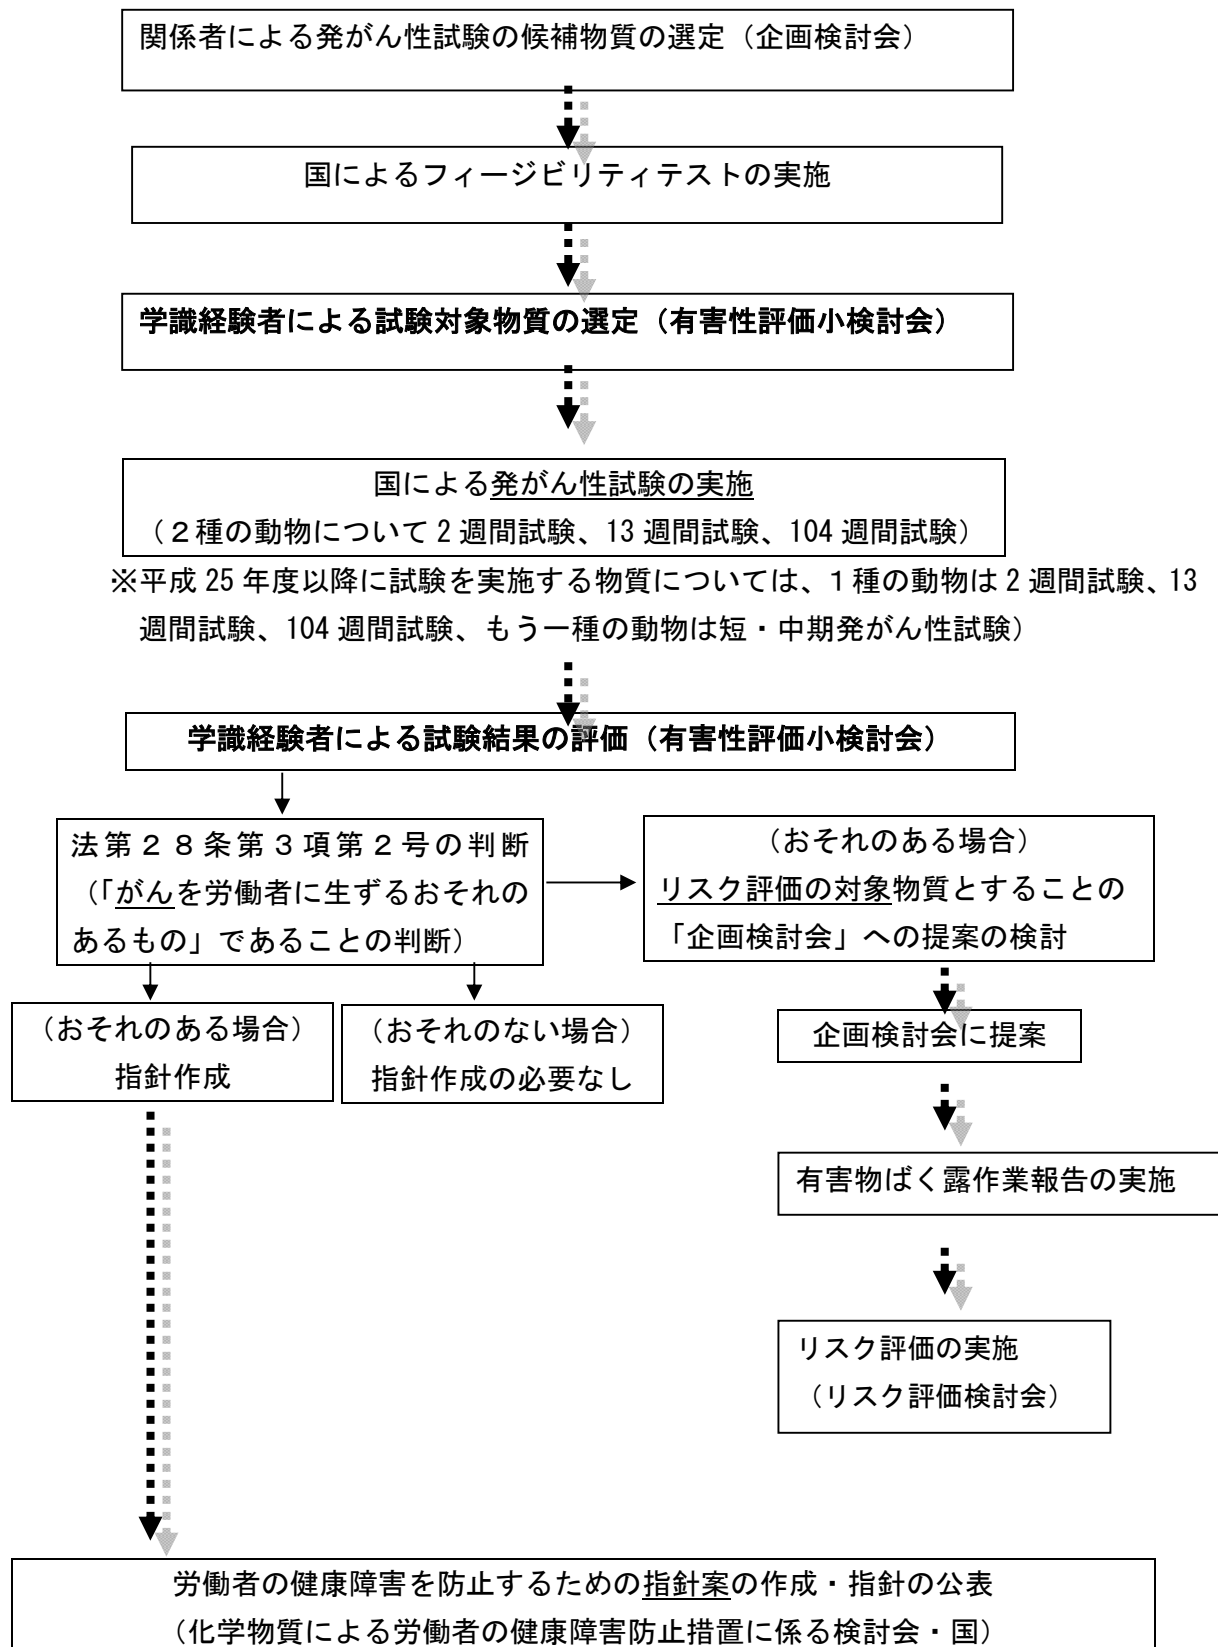 関係者による発がん性試験の候補物質の選定（企画検討会）
国によるフィージビリティテストの実施
学識経験者による試験対象物質の選定（有害性評価小検討会）
国による発がん性試験の実施
（２種の動物について2週間試験、13週間試験、104週間試験）
※平成25年度以降に試験を実施する物質については、１種の動物は2週間試験、13
週間試験、104週間試験、もう一種の動物は短・中期発がん性試験）
学識経験者による試験結果の評価（有害性評価小検討会）
法第２８条第３項第２号の判断
（「がんを労働者に生ずるおそれの
あるもの」であることの判断）
（おそれのある場合）
リスク評価の対象物質とすることの
「企画検討会」への提案の検討
（おそれのある場合）
指針作成
（おそれのない場合）
指針作成の必要なし
企画検討会に提案
有害物ばく露作業報告の実施
リスク評価の実施
（リスク評価検討会）
労働者の健康障害を防止するための指針案の作成・指針の公表
（化学物質による労働者の健康障害防止措置に係る検討会・国）